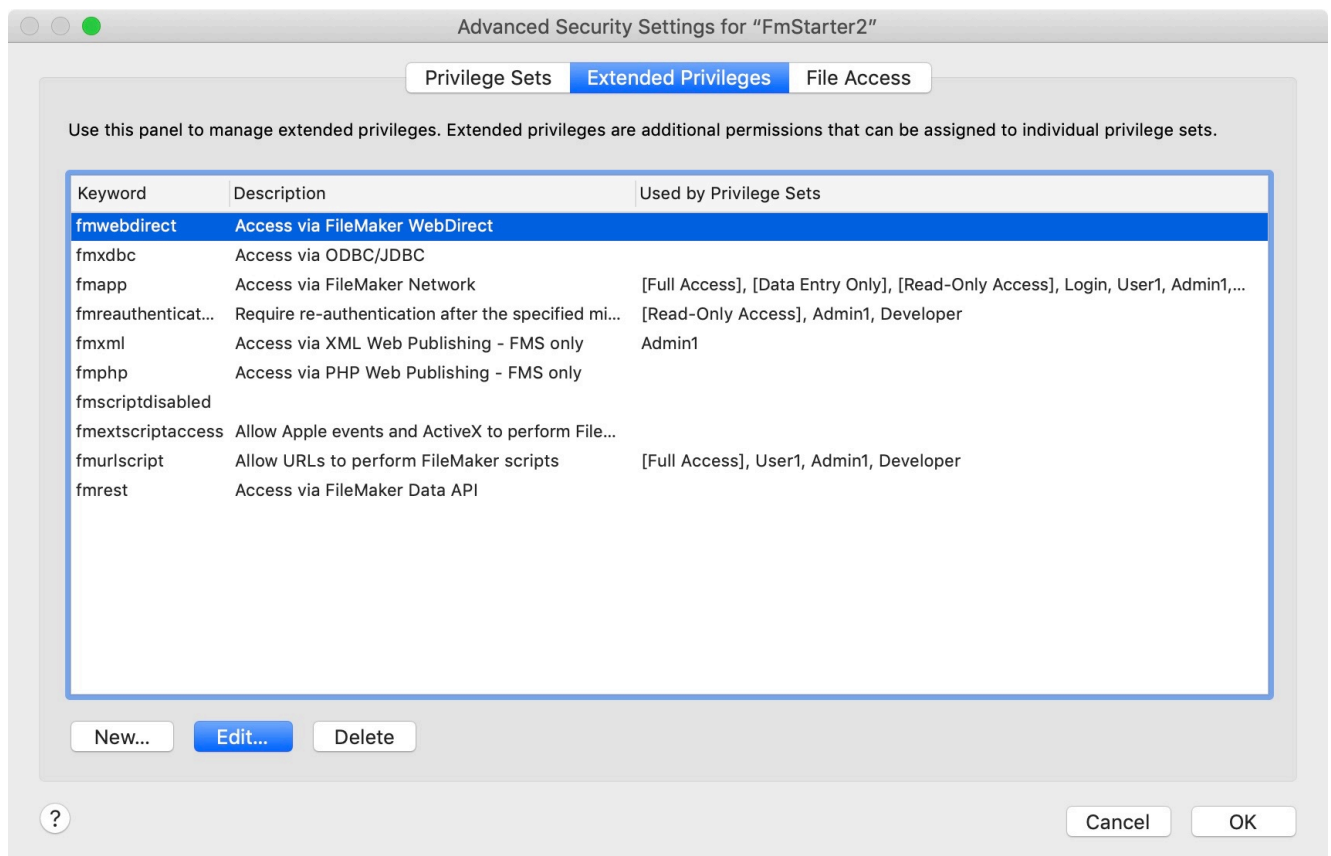 Advanced Security Settings for “FmStarter2”
Privilege Sets Extended Privileges File Access
Use this panel to manage extended privileges. Extended privileges are additional permissions that can be assigned to individual privilege sets.
Keyword Description Used by Privilege Sets
fmwebdirect Access via FileMaker WebDirect
fmxdbc Access via ODBC/JDBC
fmapp Access via FileMaker Network [Full Access], [Data Entry Only], [Read-Only Access], Login, User1, Admin1,...
fmreauthenticat... Require re-authentication after the specified mi... [Read-Only Access], Admin1, Developer
fmxml Access via XML Web Publishing - FMS only Admin1
fmphp Access via PHP Web Publishing - FMS only
fmscriptdisabled
fmextscriptaccess Allow Apple events and ActiveX to perform File...
fmurlscript Allow URLs to perform FileMaker scripts [Full Access], User1, Admin1, Developer
fmrest Access via FileMaker Data API
New... Edit... Delete
? Cancel OK